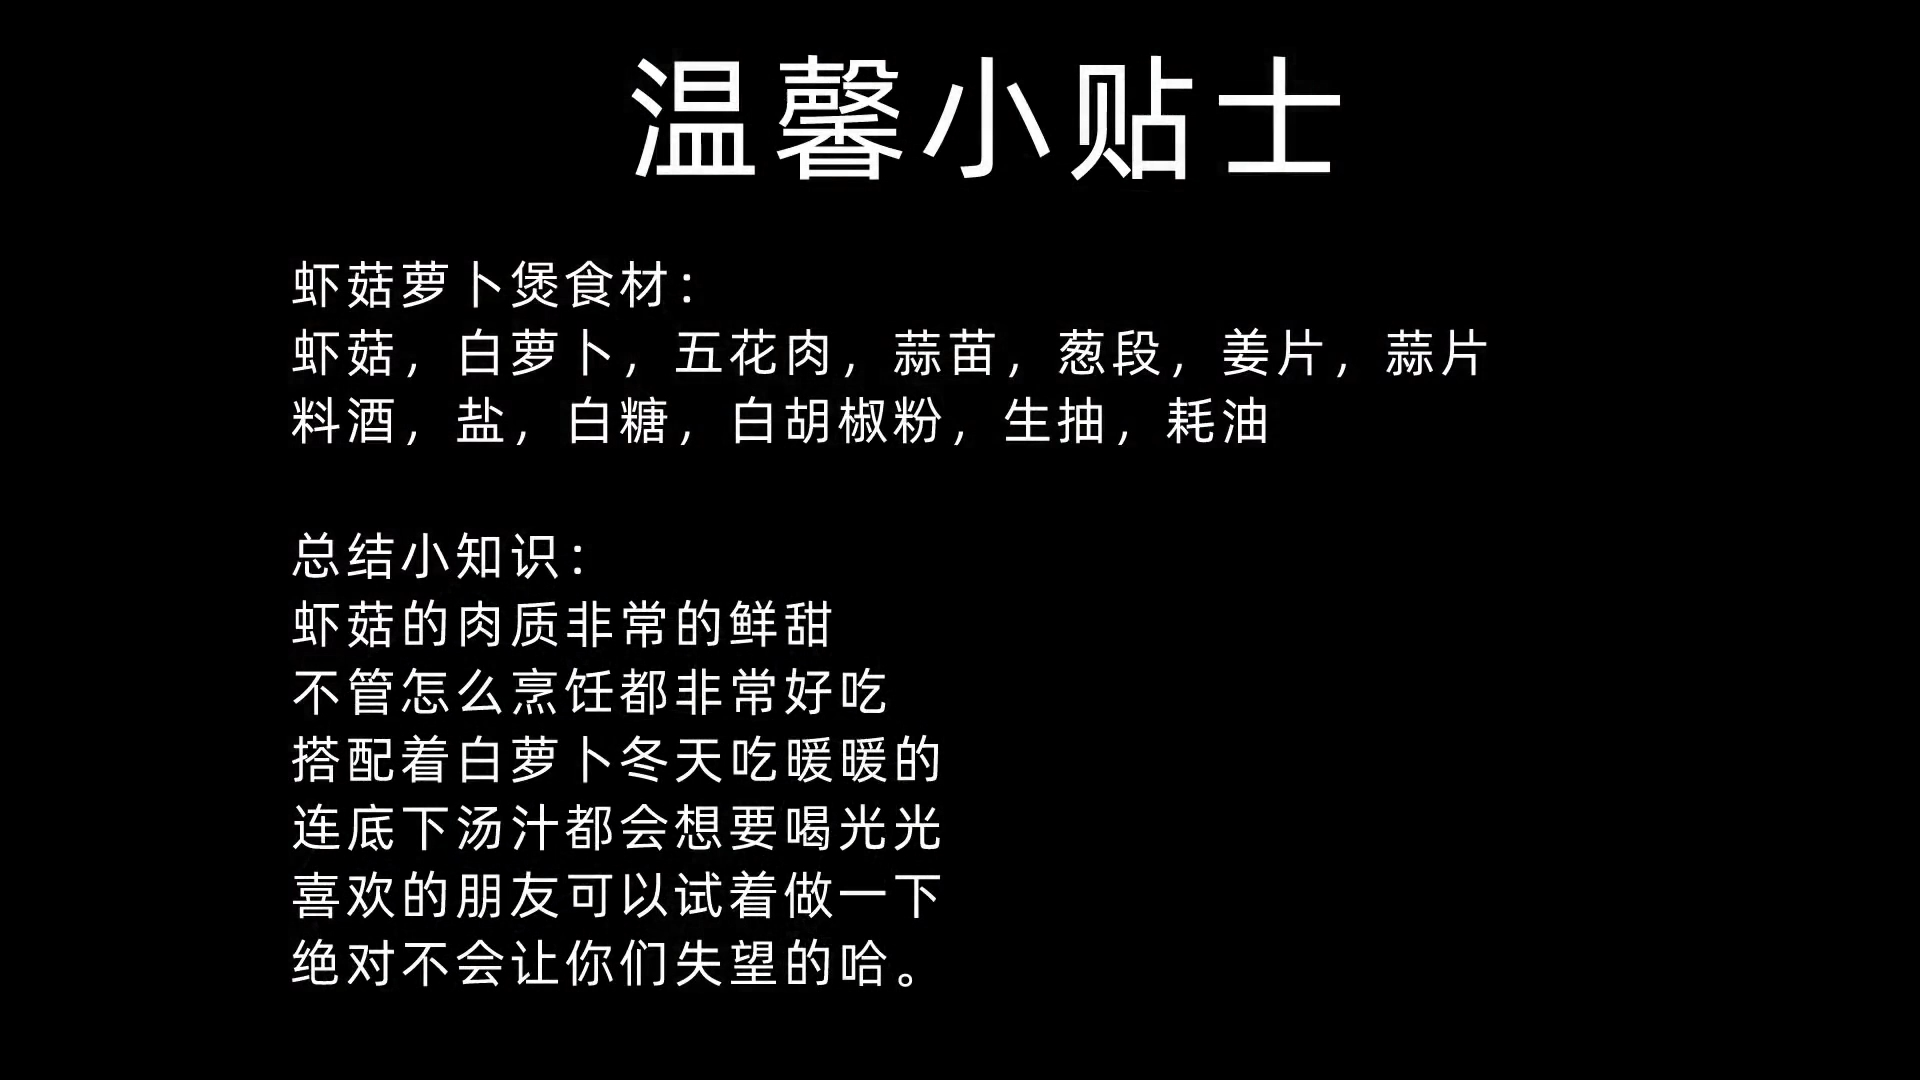 温馨小贴士
虾菇萝卜煲食材：
虾菇，白萝卜，五花肉，蒜苗，葱段，姜片，蒜片
料酒，盐，白糖，白胡椒粉，生抽，耗油
总结小知识：
虾菇的肉质非常的鲜甜
不管怎么烹饪都非常好吃
搭配着白萝卜冬天吃暖暖的
连底下汤汁都会想要喝光光
喜欢的朋友可以试着做一下
绝对不会让你们失望的哈。